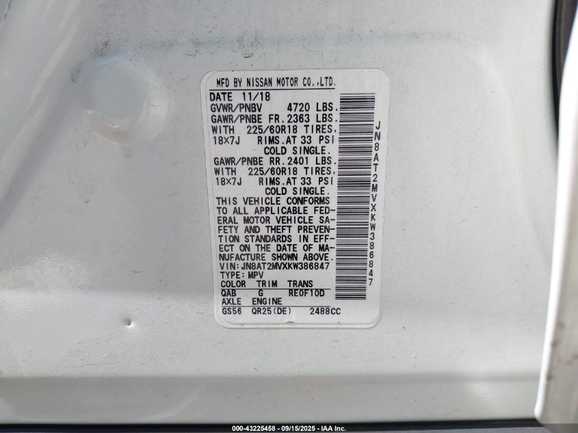 MFD BY NISSAN MOTOR CO.,LTD.
DATE 11/18
GVWR/PNBV 4720 LBS.
GAWR/PNBE FR. 2363 LBS.
WITH 225/60R18 TIRES.
18×7J RIMS.AT 33 PSI
COLD SINGLE.
GAWR/PNBE RR. 2401 LBS.
WITH 225/60R18 TIRES.
18×7J RIMS.AT 33 PSI
COLD SINGLE.
THIS VEHICLE CONFORMS
TO ALL APPLICABLE FED-
ERAL MOTOR VEHICLE SA-
FETY AND THEFT PREVEN-
TION STANDARDS IN EFF-
ECT ON THE DATE OF MA-
NUFACTURE SHOWN ABOVE.
VIN: JN8AT2MVXKW386847
TYPE: MPV
COLOR TRIM TRANS
QAB G RE0F10D
AXLE ENGINE
GS56 QR25(DE) 2488CC
JN8AT2MVXKW386847
000-43225458 - 09/15/2025 - IAA Inc.